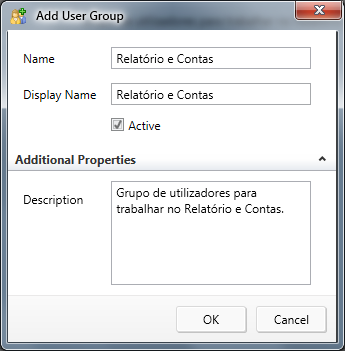 Add User Group
Name
Relatório e Contas
Display Name
Relatório e Contas
Active
Additional Properties
Description
Grupo de utilizadores para
trabalhar no Relatório e Contas.
OK
Cancel